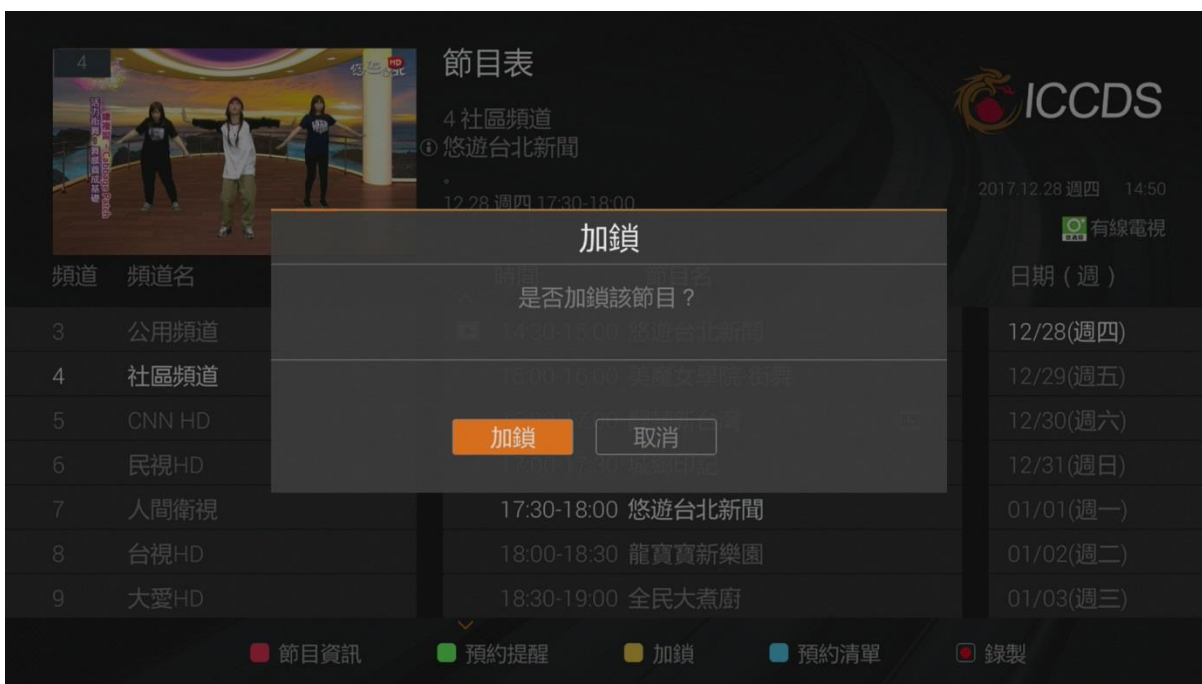 4
HD
節目表
ICCDS
4 社區頻道
悠遊台北新聞
12.28 週四 17:30-18:00
2017.12.28 週四 14:50
有線電視
加鎖
頻道 頻道名 時間 節目名 日期 ( 週 )
是否加鎖該節目？
3 公用頻道 14:30-15:00 悠遊台北新聞 12/28(週四)
4 社區頻道 15:00-16:00 12/29(週五)
5 CNN HD 12/30(週六)
加鎖 取消
6 民視HD 12/31(週日)
7 人間衛視 17:30-18:00 悠遊台北新聞 01/01(週一)
8 台視HD 18:00-18:30 龍寶寶新樂園 01/02(週二)
9 大愛HD 18:30-19:00 全民大煮廚 01/03(週三)
節目資訊 預約提醒 加鎖 預約清單 錄製